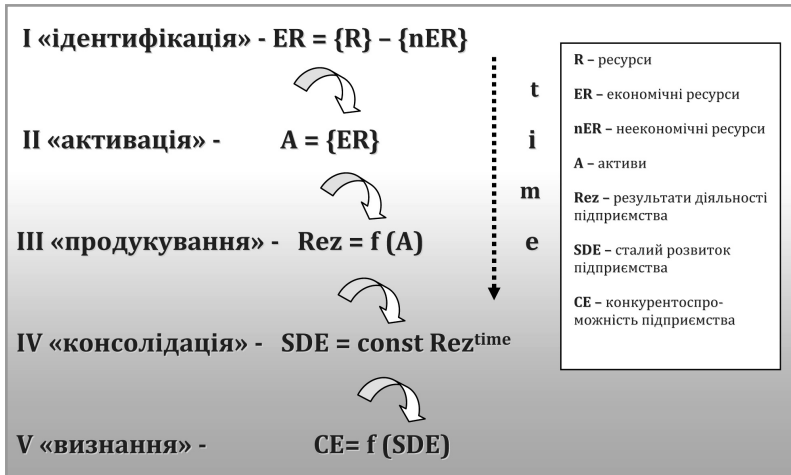 I «ідентифікація» - ER = {R} – {nER}
II «активація» - A = {ER}
III «продукування» - Rez = f (A)
IV «консолідація» - SDE = const Rez^time
V «визнання» - CE= f (SDE)
t
i
m
e
R – ресурси
ER – економічні ресурси
nER – неекономічні ресурси
A – активи
Rez – результати діяльності
підприємства
SDE – сталий розвиток
підприємства
CE – конкурентоспро-
можність підприємства